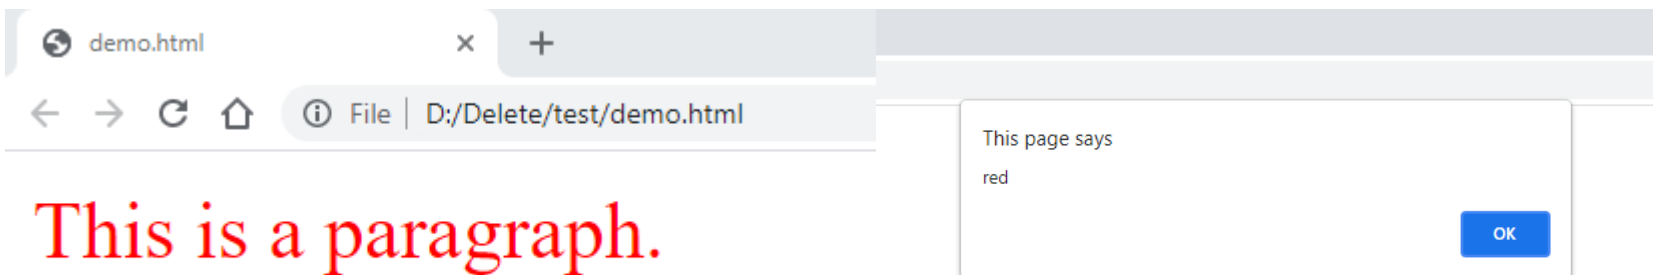 demo.html
File | D:/Delete/test/demo.html
This is a paragraph.
This page says
red
OK